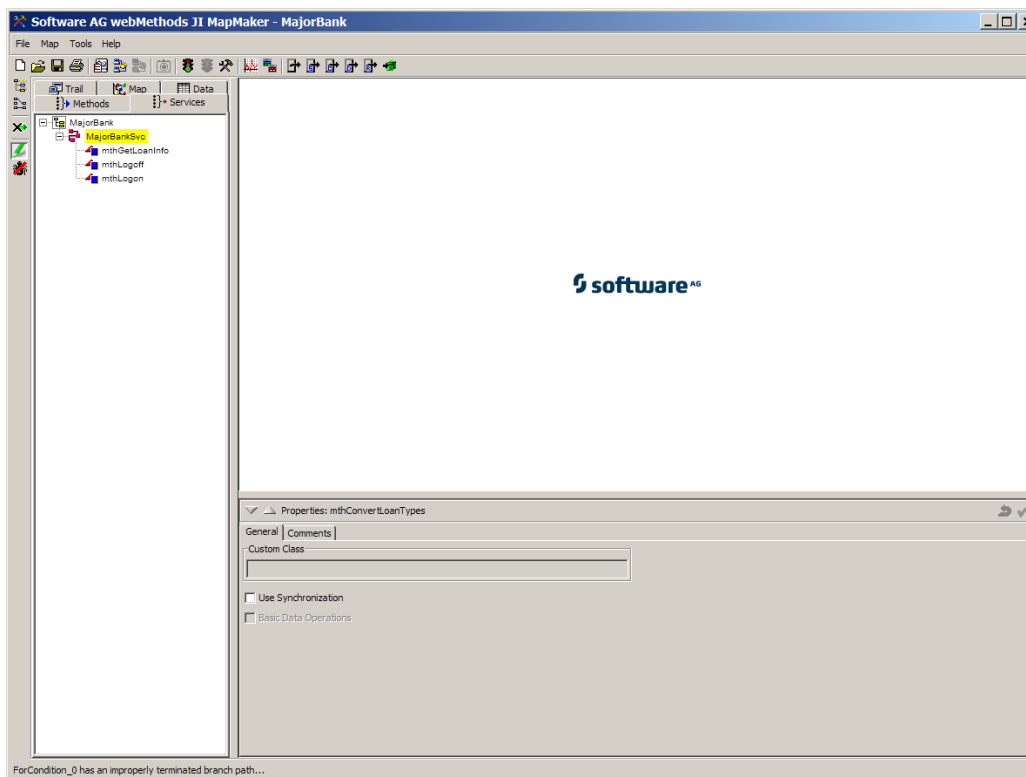 Software AG webMethods JI MapMaker - MajorBank
File Map Tools Help
Trail Map Data
Methods Services
MajorBank
MajorBankSvc
mthGetLoanInfo
mthLogoff
mthLogon
software AG
Properties: mthConvertLoanTypes
General Comments
Custom Class
Use Synchronization
Basic Data Operations
ForCondition_0 has an improperly terminated branch path...